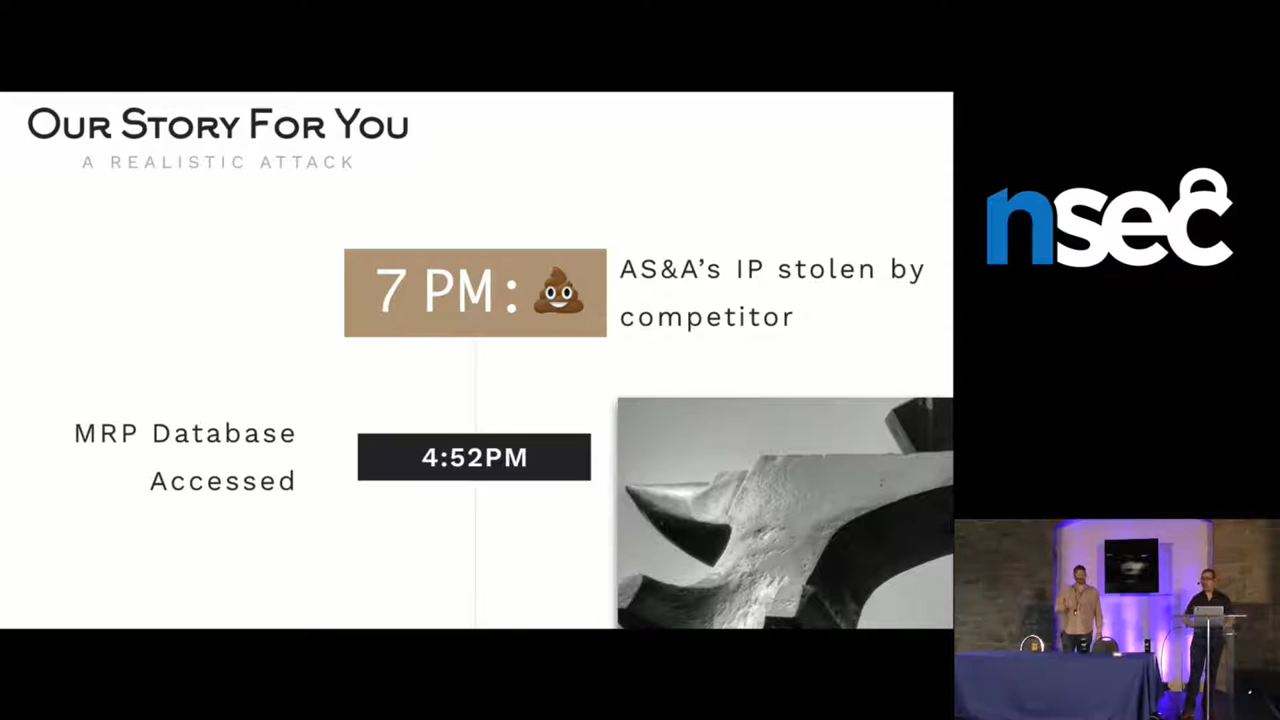 OUR STORY FOR YOU
A REALISTIC ATTACK
7 PM: 💩
AS&A’s IP stolen by
competitor
MRP Database
Accessed
4:52PM
nsec